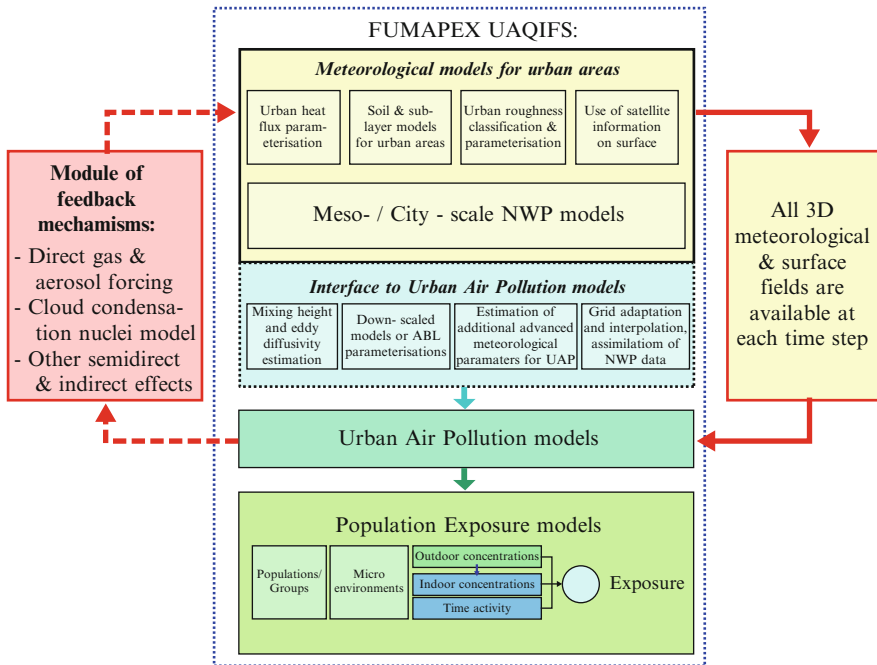 FUMAPEX UAQIFS:
Meteorological models for urban areas
Urban heat
flux param-
eterisation
Soil & sub-
layer models
for urban areas
Urban roughness
classification &
parameterisation
Use of satellite
information
on surface
Meso- / City - scale NWP models
Interface to Urban Air Pollution models
Mixing height
and eddy
diffusivity
estimation
Down- scaled
models or ABL
parameterisations
Estimation of
additional advanced
meteorological
paramaters for UAP
Grid adaptation
and interpolation,
assimilatiom of
NWP data
Urban Air Pollution models
Population Exposure models
Populations/
Groups
Micro
environments
Outdoor concentrations
Indoor concentrations
Time activity
Exposure
Module of
feedback
mechamisms:
- Direct gas &
aerosol forcing
- Cloud condensa-
tion nuclei model
- Other semidirect
& indirect effects
All 3D
meteorological
& surface
fields are
available at
each time step